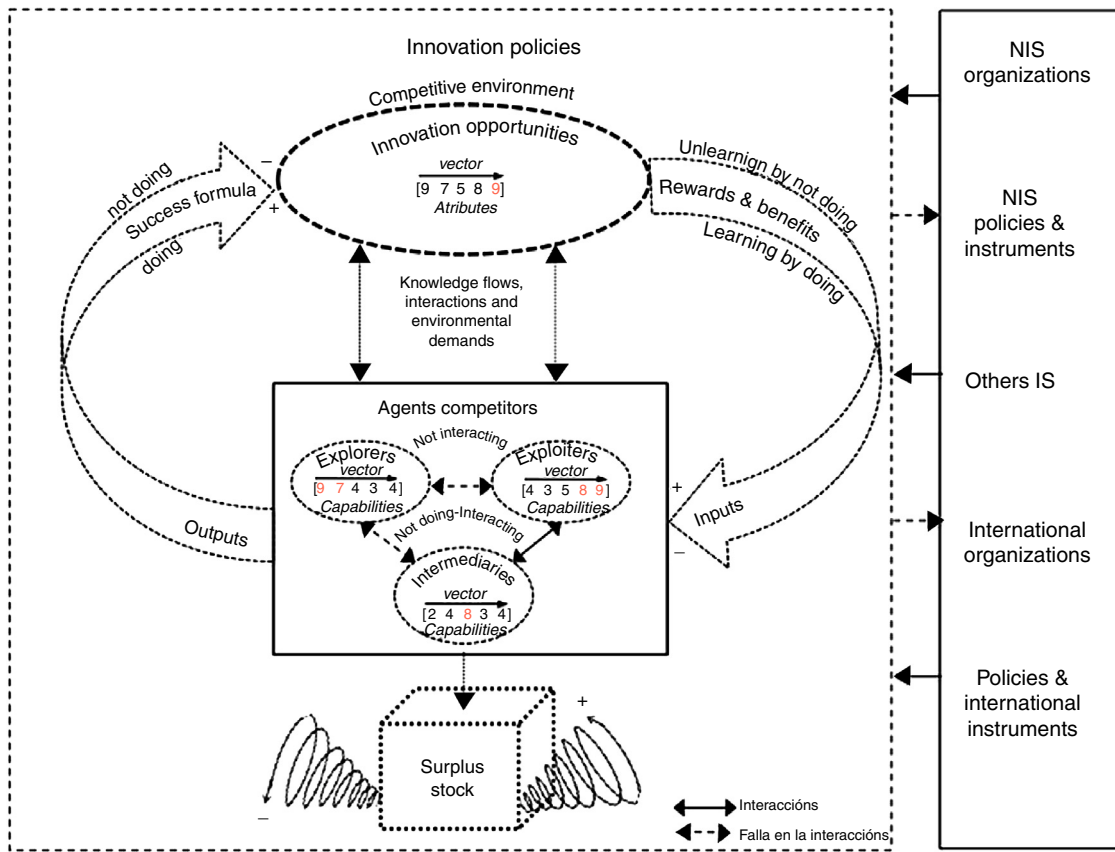 Innovation policies
Competitive environment
Innovation opportunities
vector
[9 7 5 8 9]
Atributes
not doing
Success formula
doing
−
+
Unlearnign by not doing
Rewards & benefits
Learning by doing
Knowledge flows,
interactions and
environmental
demands
Agents competitors
Not interacting
Explorers
vector
[9 7 4 3 4]
Capabilities
Exploiters
vector
[4 3 5 8 9]
Capabilities
Not doing-Interacting
Intermediaries
vector
[2 4 8 3 4]
Capabilities
Outputs
+
Inputs
−
Surplus
stock
−
+
Interaccións
Falla en la interaccións
NIS
organizations
NIS
policies &
instruments
Others IS
International
organizations
Policies &
international
instruments